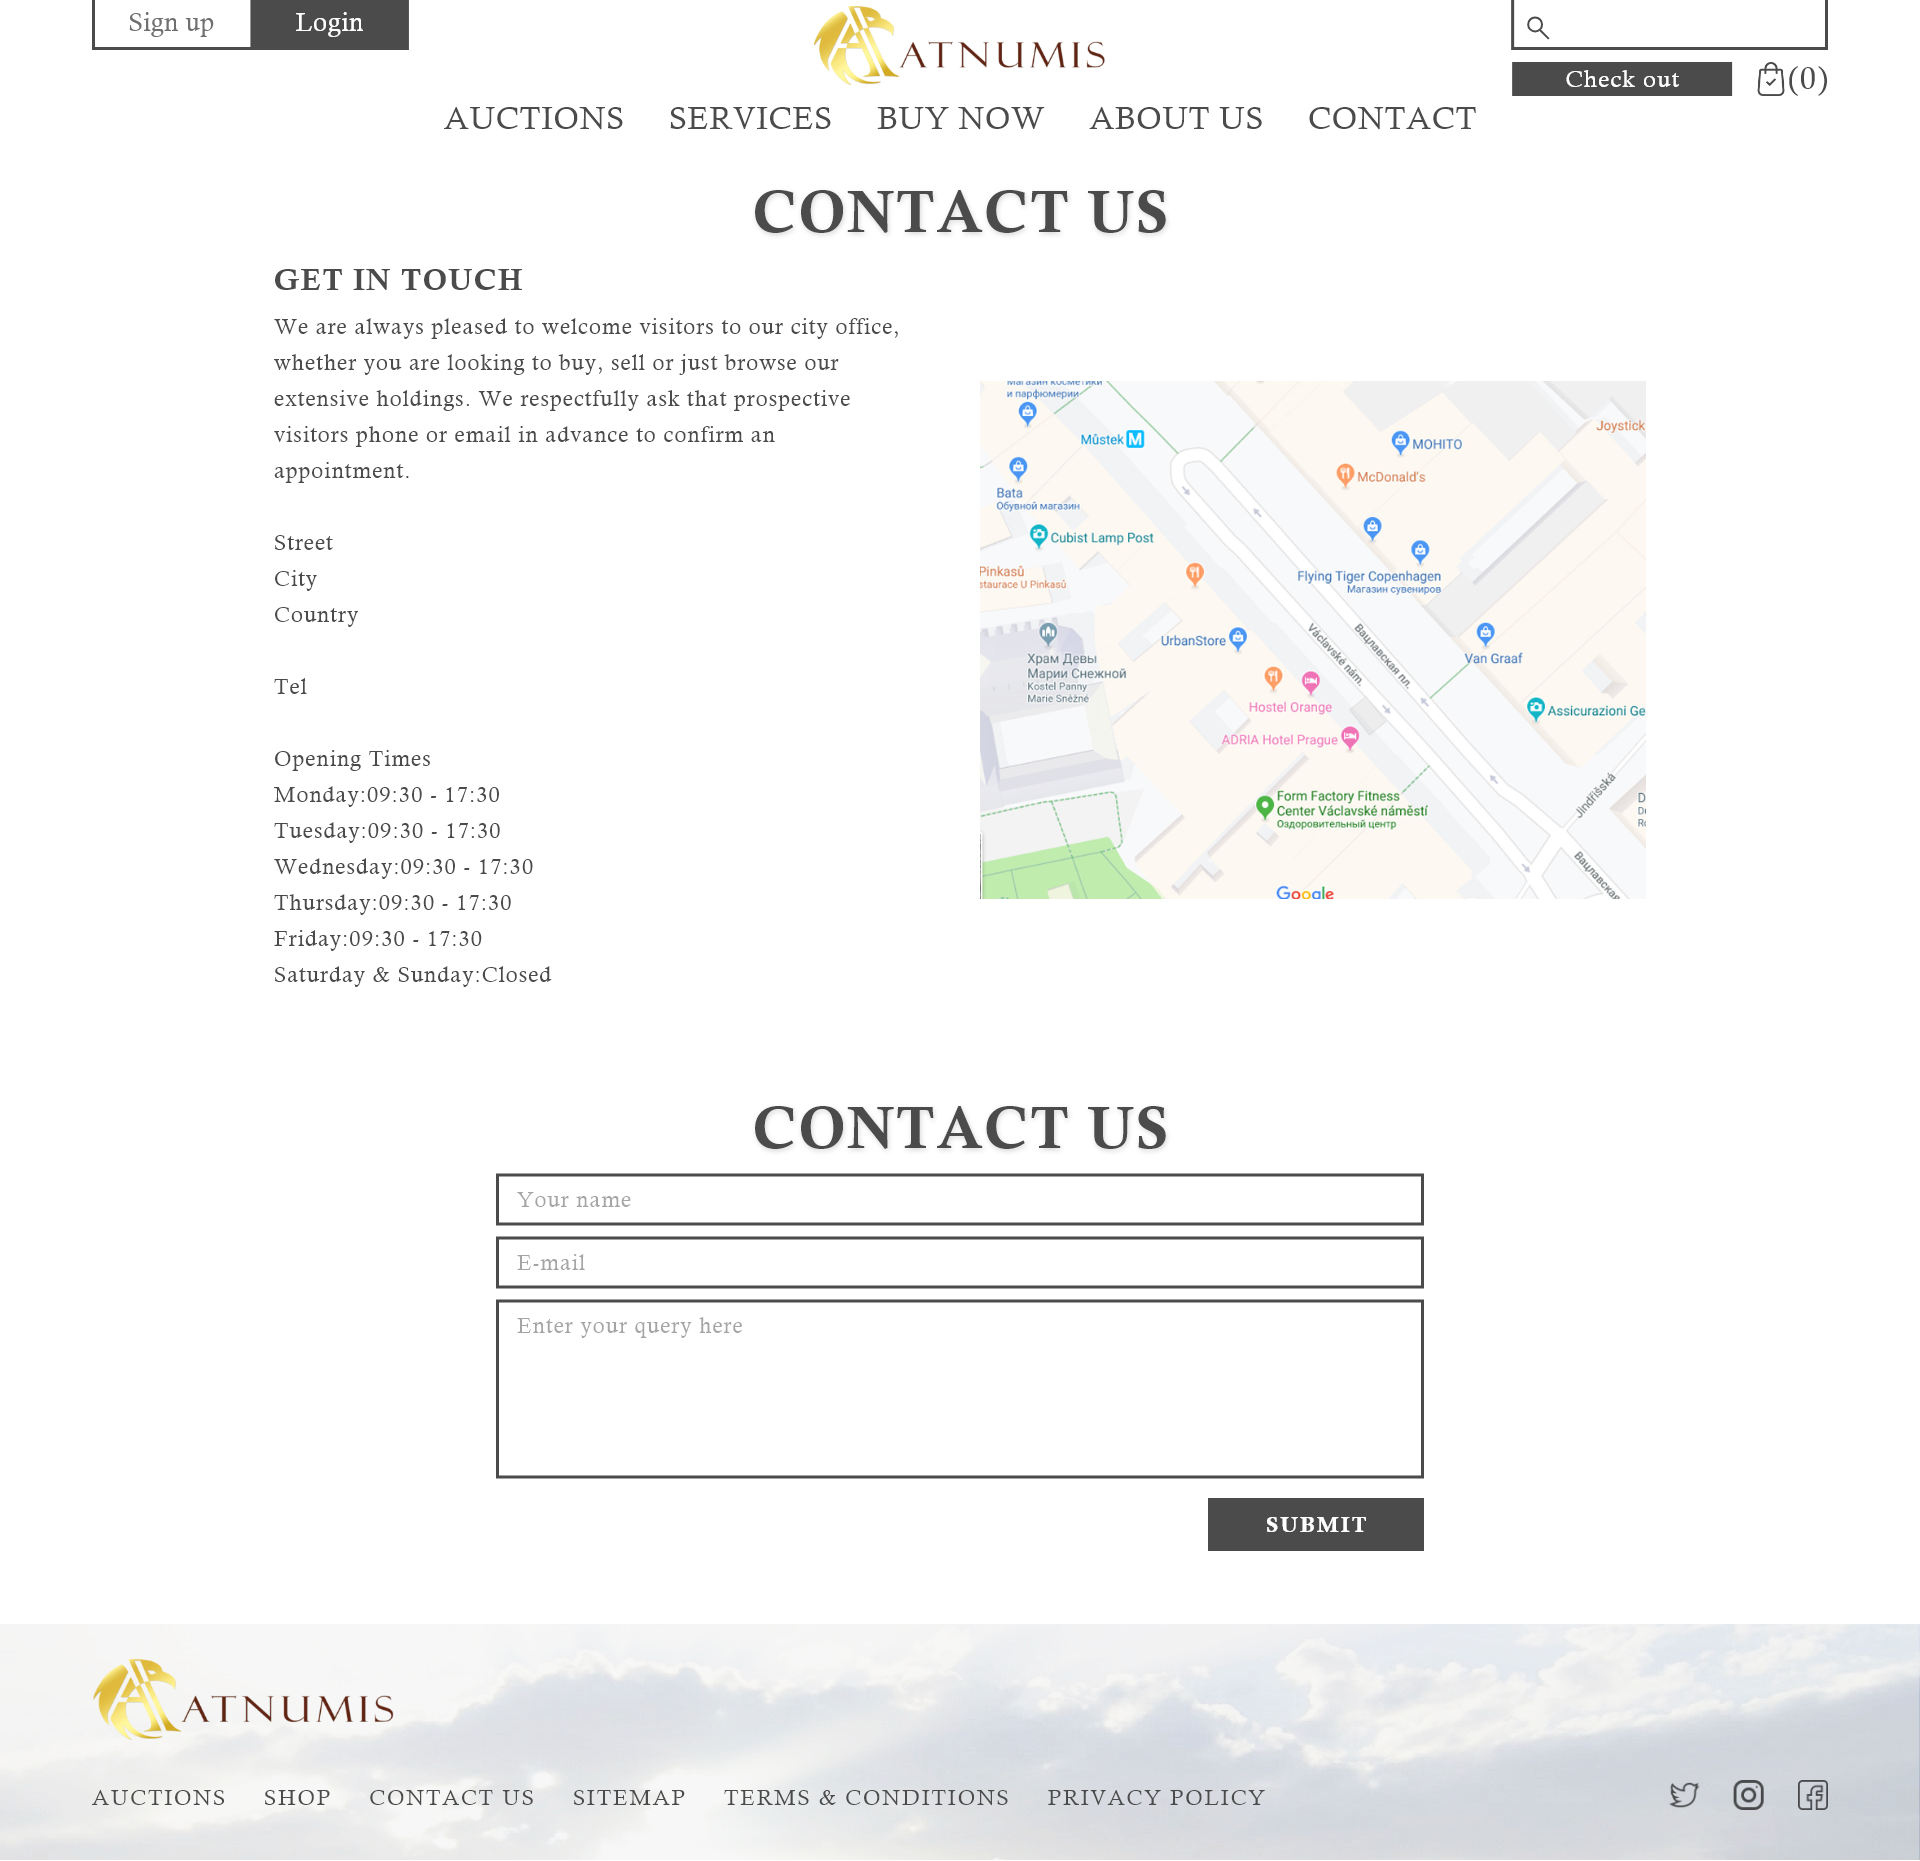 Sign up
Login
ATNUMIS
Check out
(0)
AUCTIONS
SERVICES
BUY NOW
ABOUT US
CONTACT
CONTACT US
GET IN TOUCH
We are always pleased to welcome visitors to our city office,
whether you are looking to buy, sell or just browse our
extensive holdings. We respectfully ask that prospective
visitors phone or email in advance to confirm an
appointment.
Street
City
Country
Tel
Opening Times
Monday:09:30 - 17:30
Tuesday:09:30 - 17:30
Wednesday:09:30 - 17:30
Thursday:09:30 - 17:30
Friday:09:30 - 17:30
Saturday & Sunday:Closed
Магазин косметики
и парфюмерии
Můstek
M
MOHITO
Joystick
McDonald's
Bata
Обувной магазин
Cubist Lamp Post
Pinkasů
staurace U Pinkasů
Flying Tiger Copenhagen
Магазин сувениров
UrbanStore
Václavské nám.
Вацлавская пл.
Van Graaf
Храм Девы
Марии Снежной
Kostel Panny
Marie Sněžné
Hostel Orange
Assicurazioni Ge
ADRIA Hotel Prague
Jindřišská
Form Factory Fitness
Center Václavské náměstí
Оздоровительный центр
Вацлавская
Google
CONTACT US
Your name
E-mail
Enter your query here
SUBMIT
ATNUMIS
AUCTIONS
SHOP
CONTACT US
SITEMAP
TERMS & CONDITIONS
PRIVACY POLICY